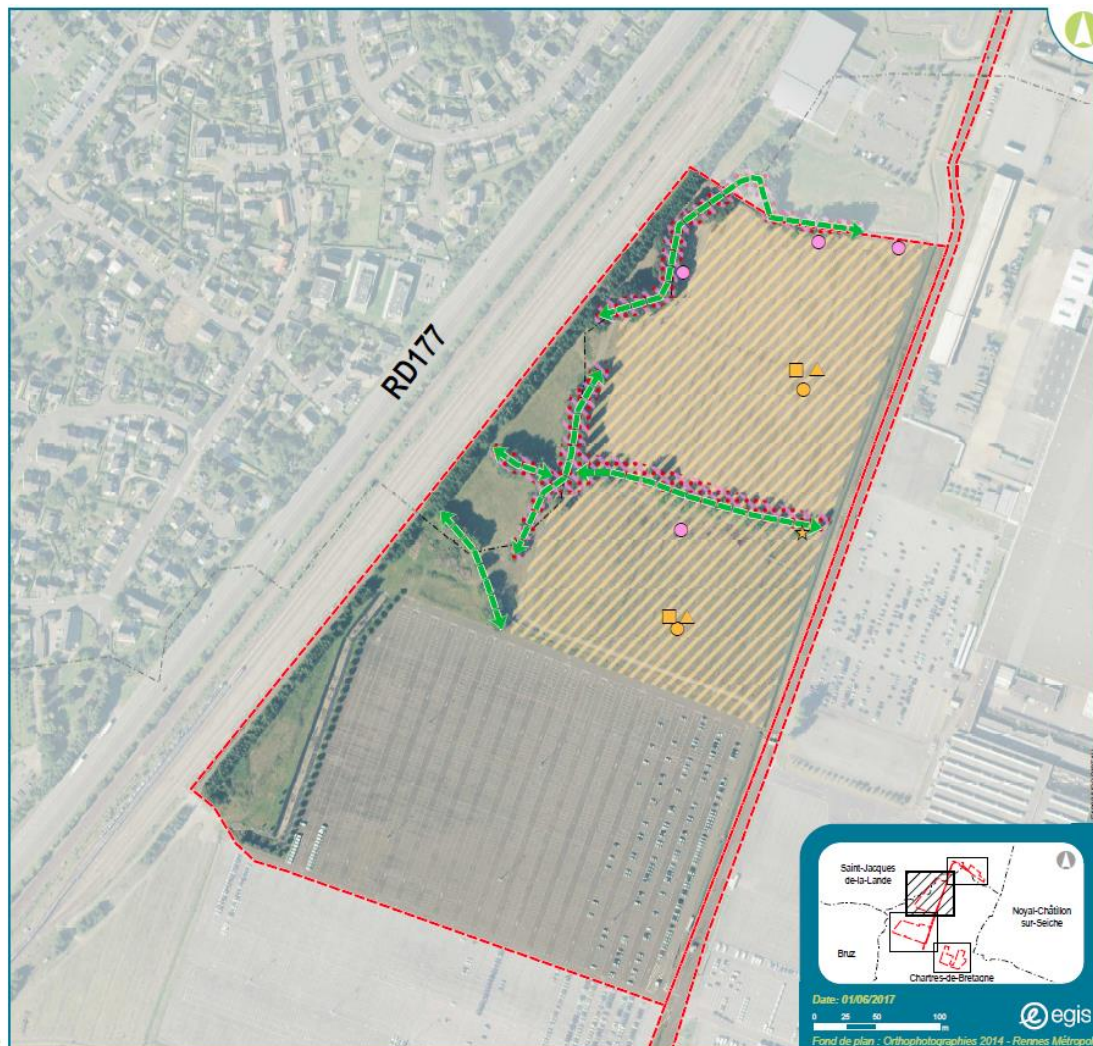 RD177
Saint-Jacques
de-la-Lande
Noyal-Châtillon
sur-Seiche
Bruz
Chartres-de-Bretagne
Date: 01/06/2017
0 25 50 100
m
egis
Fond de plan : Orthophotographies 2014 - Rennes Métropol